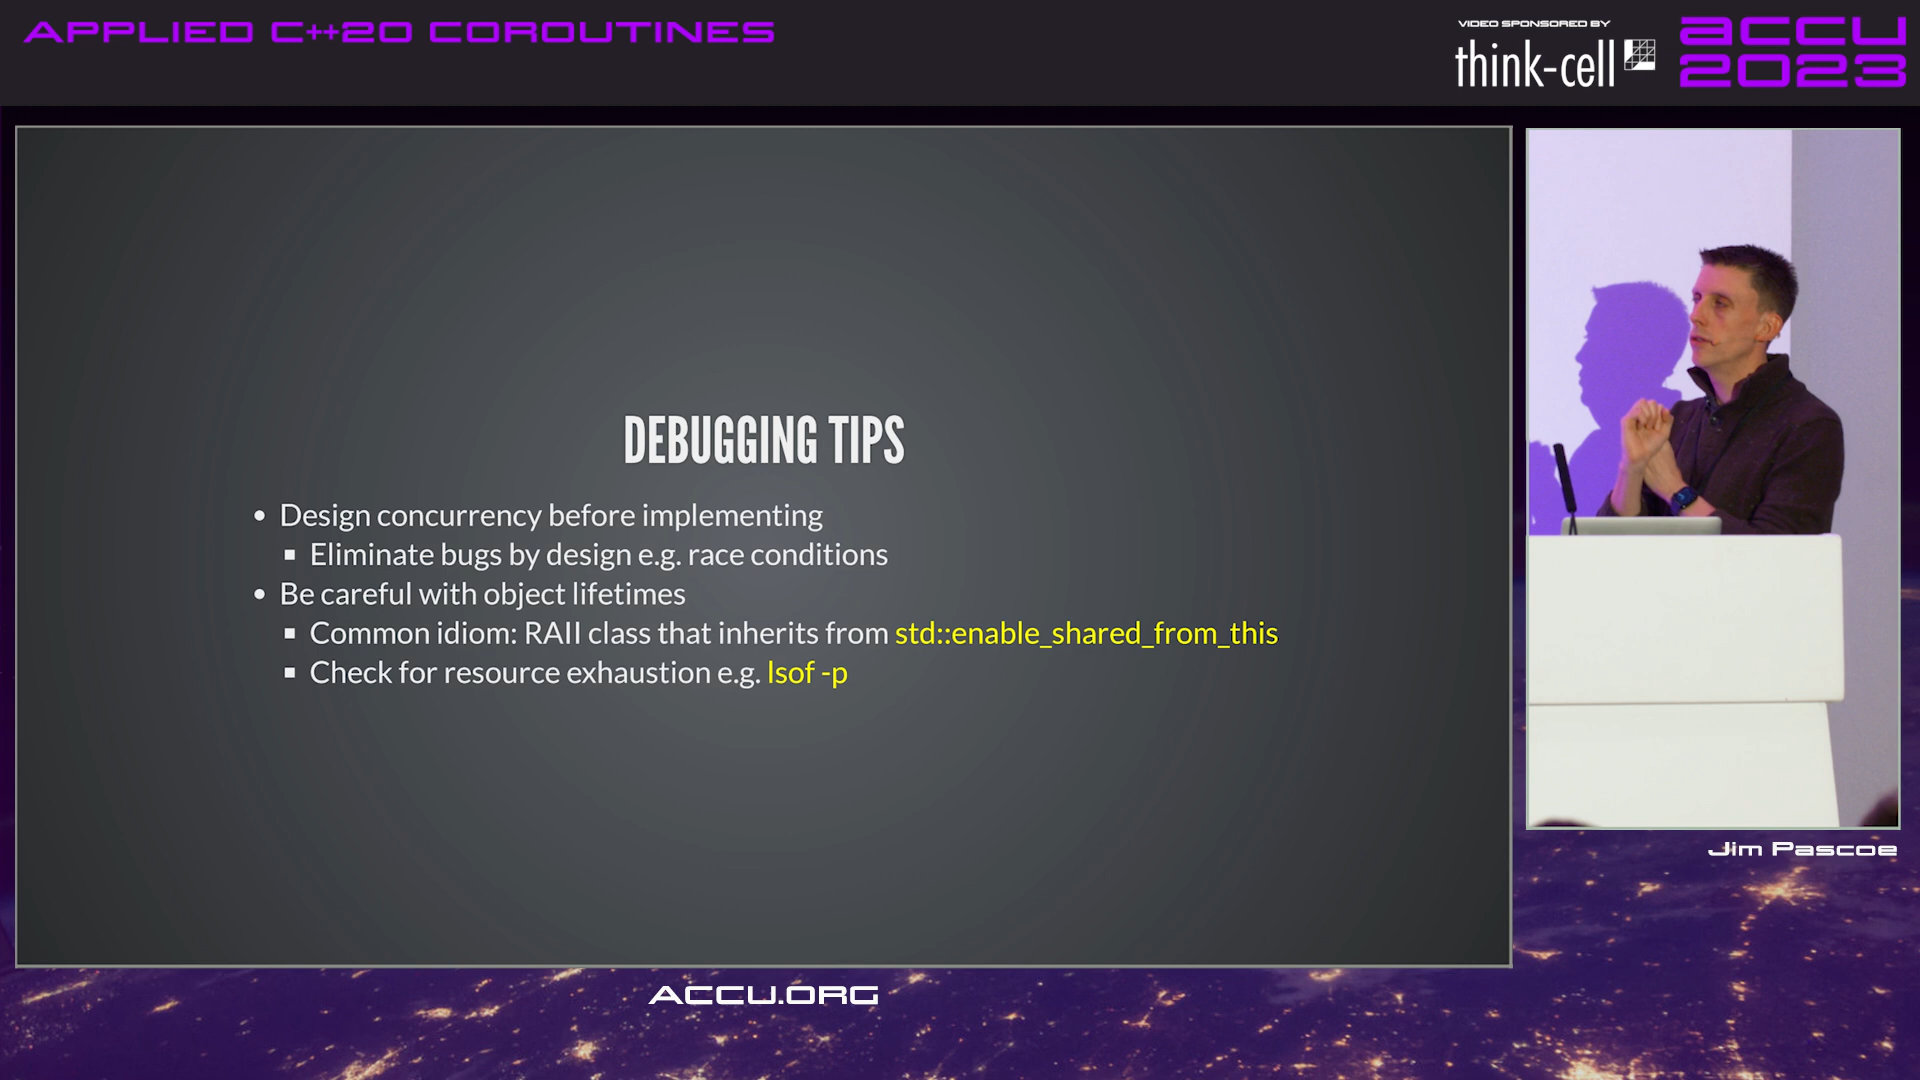 APPLIED C++20 COROUTINES
VIDEO SPONSORED BY
think-cell
accu
2023
DEBUGGING TIPS
• Design concurrency before implementing
▪ Eliminate bugs by design e.g. race conditions
• Be careful with object lifetimes
▪ Common idiom: RAII class that inherits from std::enable_shared_from_this
▪ Check for resource exhaustion e.g. lsof -p
Jim Pascoe
ACCU.ORG